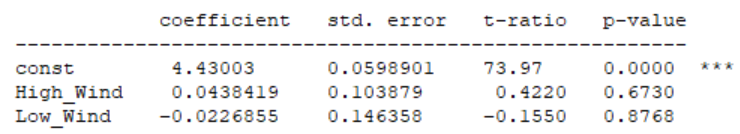 coefficient std. error t-ratio p-value
---------------------------------------------------------
const 4.43003 0.0598901 73.97 0.0000 ***
High_Wind 0.0438419 0.103879 0.4220 0.6730
Low_Wind −0.0226855 0.146358 −0.1550 0.8768